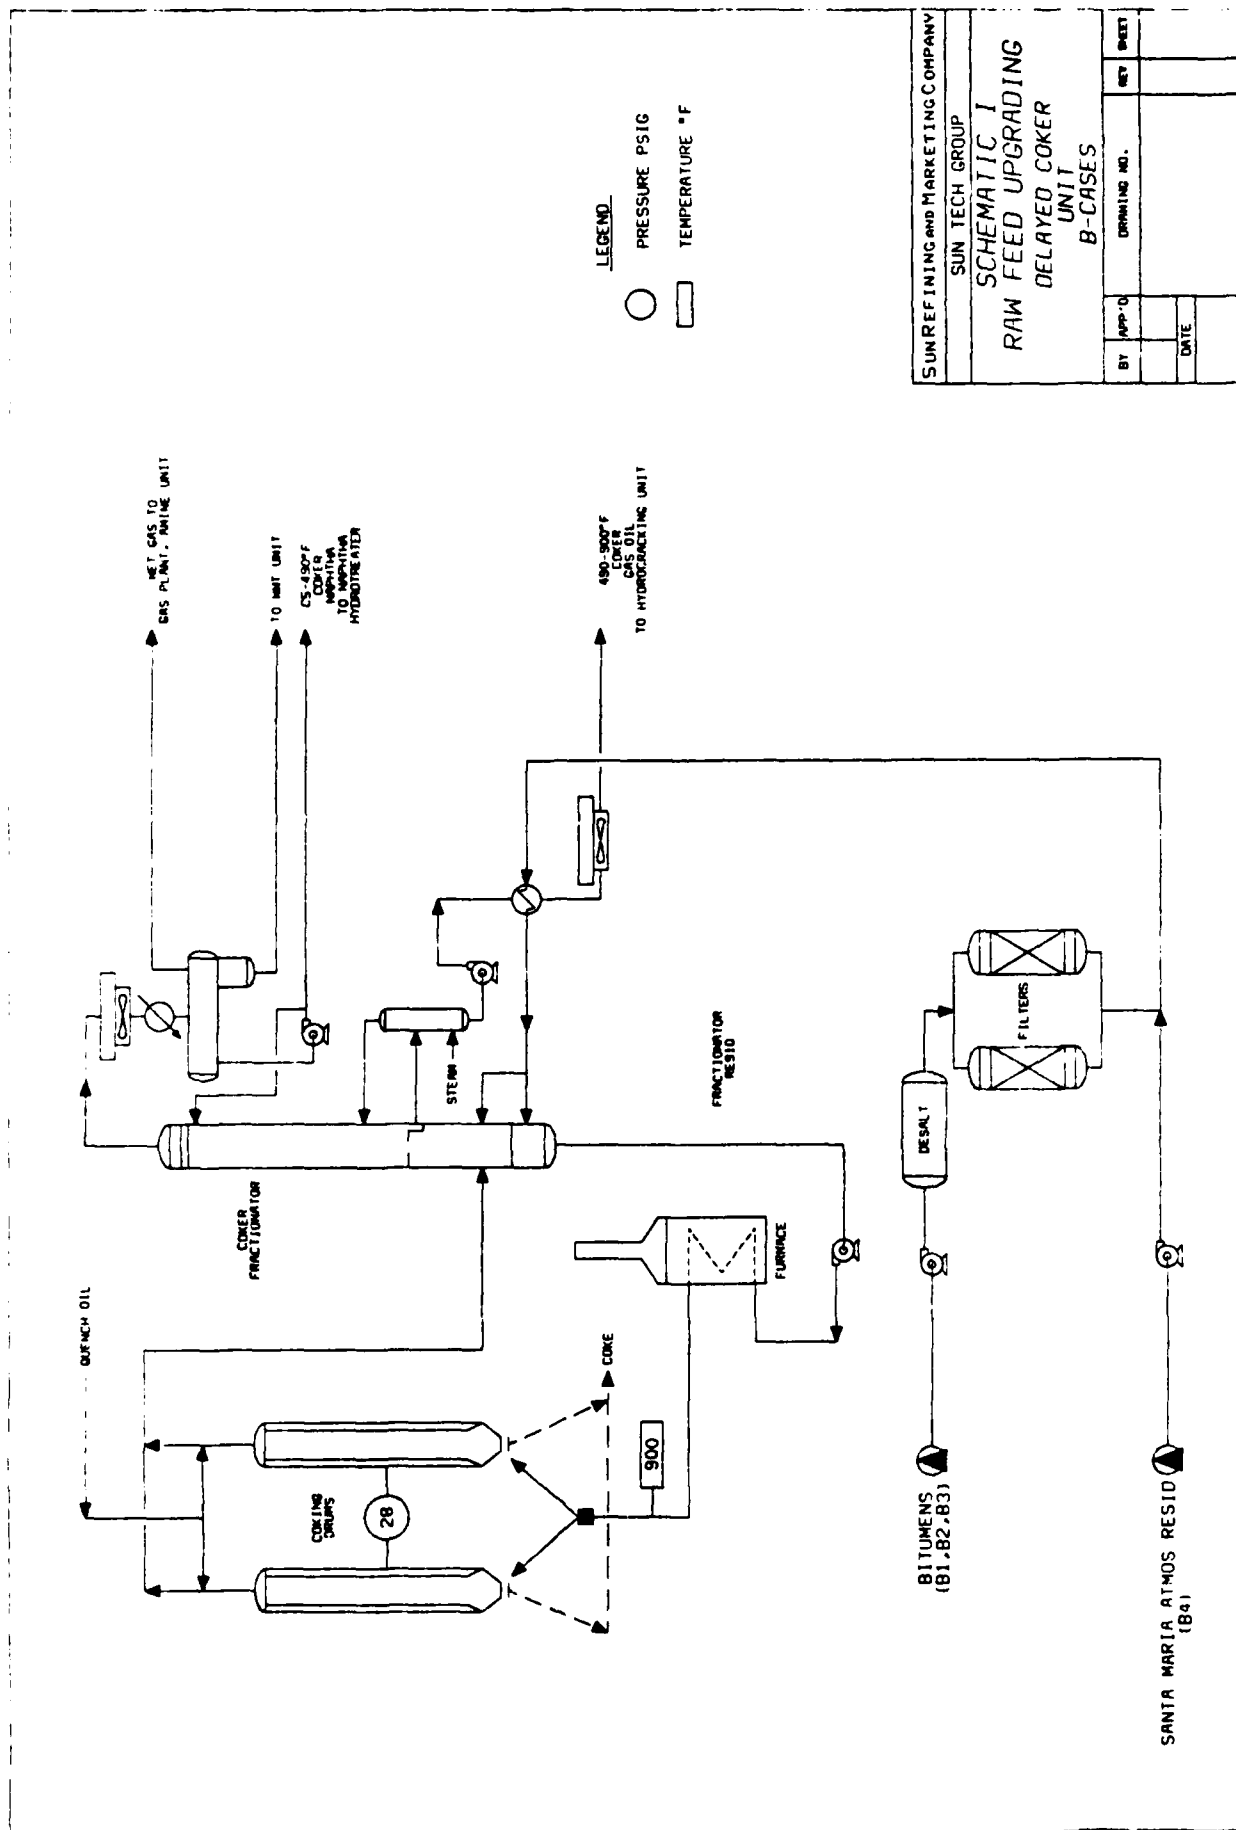 QUENCH OIL
COKER
FRACTIONATOR
NET GAS TO
GAS PLANT, AMINE UNIT
TO WWT UNIT
C5-490°F
COKER
NAPHTHA
TO NAPHTHA
HYDROTREATER
COKING
DRUMS
28
STEAM
490-900°F
COKER
GAS OIL
TO HYDROCRACKING UNIT
COKE
900
FURNACE
FRACTIONATOR
LEGEND
PRESSURE PSIG
TEMPERATURE °F
BITUMENS
(B1,B2,B3)
DESALT
FILTERS
SANTA MARIA ATMOS RESID
(B4)
SUN REFINING AND MARKETING COMPANY
SUN TECH GROUP
SCHEMATIC I
RAW FEED UPGRADING
DELAYED COKER
UNIT
B-CASES
BY APP'D DRAWING NO. REV SHEET
DATE